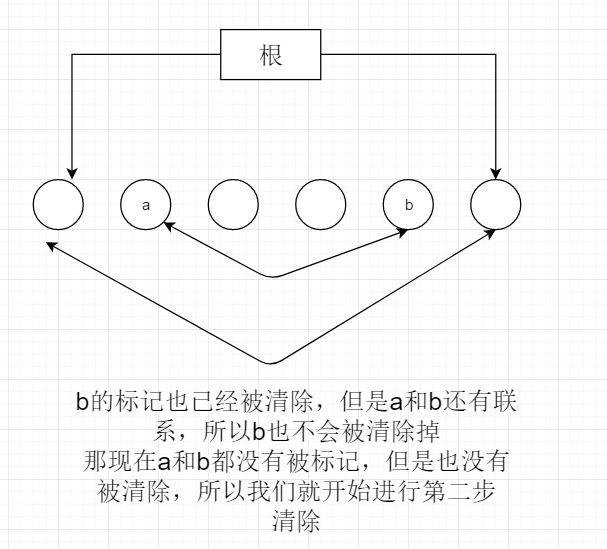 根
a
b
b的标记也已经被清除，但是a和b还有联
系，所以b也不会被清除掉
那现在a和b都没有被标记，但是也没有
被清除，所以我们就开始进行第二步
清除